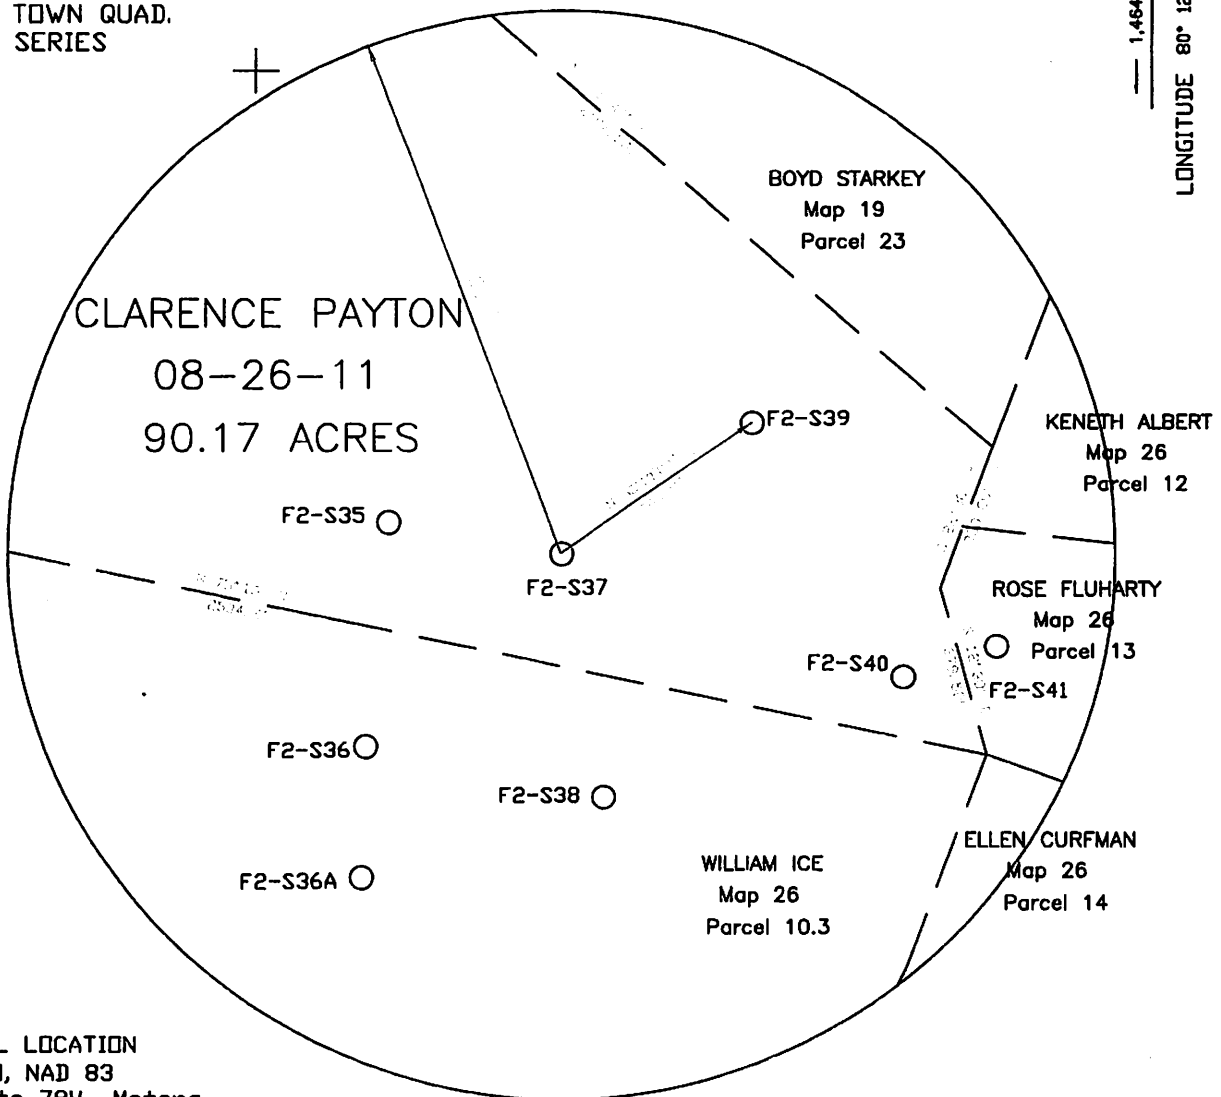 TOWN QUAD.
SERIES
1,464
LONGITUDE 80° 12
BOYD STARKEY
Map 19
Parcel 23
CLARENCE PAYTON
08-26-11
90.17 ACRES
F2-S39
KENETH ALBERT
Map 26
Parcel 12
F2-S35
F2-S37
ROSE FLUHARTY
Map 26
Parcel 13
F2-S40
F2-S41
F2-S36
F2-S38
ELLEN CURFMAN
Map 26
Parcel 14
WILLIAM ICE
Map 26
Parcel 10.3
F2-S36A
LOCATION
NAD 83